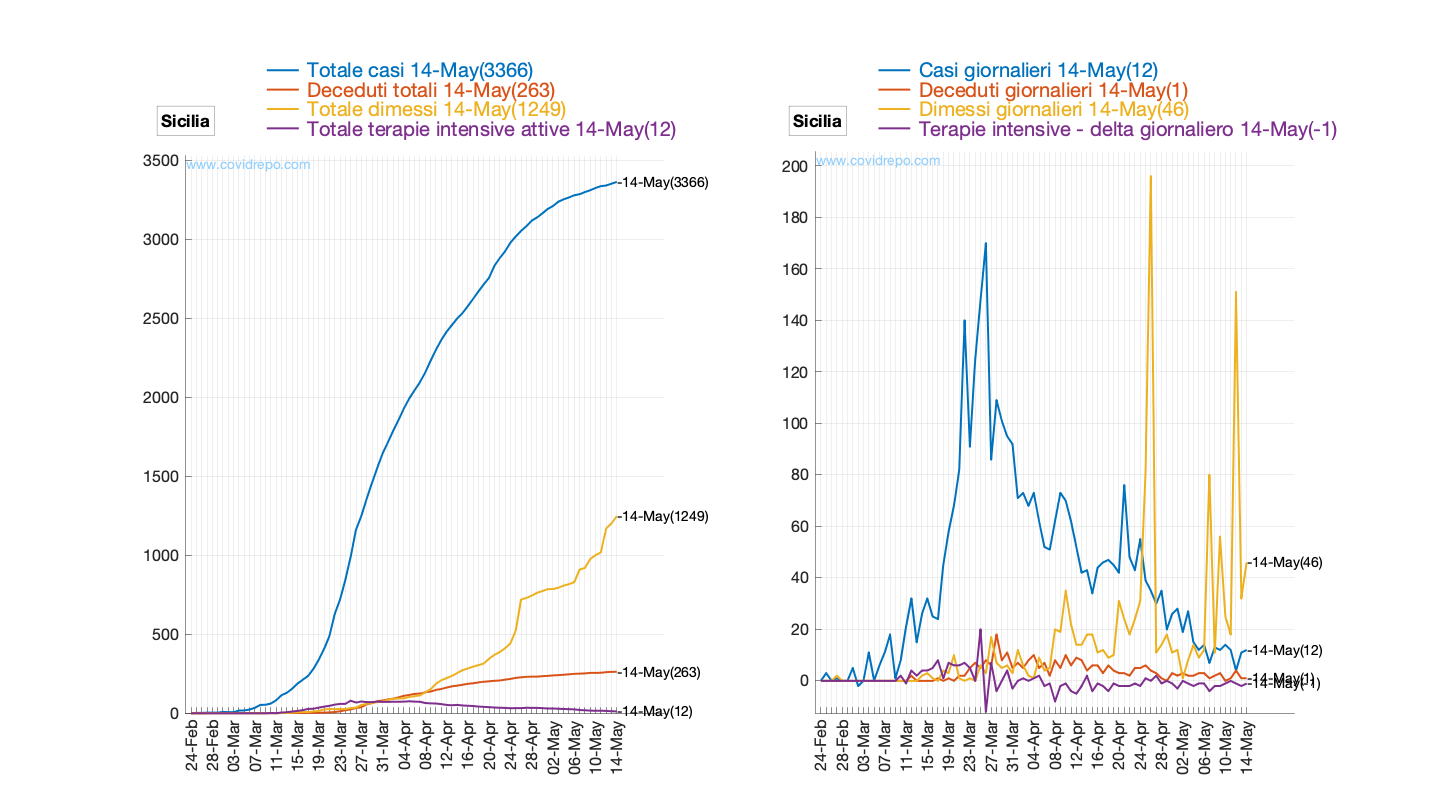 Totale casi 14-May(3366)
Deceduti totali 14-May(263)
Totale dimessi 14-May(1249)
Totale terapie intensive attive 14-May(12)
Sicilia
www.covidrepo.com
3500
3000
2500
2000
1500
1000
500
0
-14-May(3366)
-14-May(1249)
-14-May(263)
-14-May(12)
24-Feb
28-Feb
03-Mar
07-Mar
11-Mar
15-Mar
19-Mar
23-Mar
27-Mar
31-Mar
04-Apr
08-Apr
12-Apr
16-Apr
20-Apr
24-Apr
28-Apr
02-May
06-May
10-May
14-May
Casi giornalieri 14-May(12)
Deceduti giornalieri 14-May(1)
Dimessi giornalieri 14-May(46)
Terapie intensive - delta giornaliero 14-May(-1)
Sicilia
www.covidrepo.com
200
180
160
140
120
100
80
60
40
20
0
-14-May(46)
-14-May(12)
-14-May(1)
-14-May(-1)
24-Feb
28-Feb
03-Mar
07-Mar
11-Mar
15-Mar
19-Mar
23-Mar
27-Mar
31-Mar
04-Apr
08-Apr
12-Apr
16-Apr
20-Apr
24-Apr
28-Apr
02-May
06-May
10-May
14-May